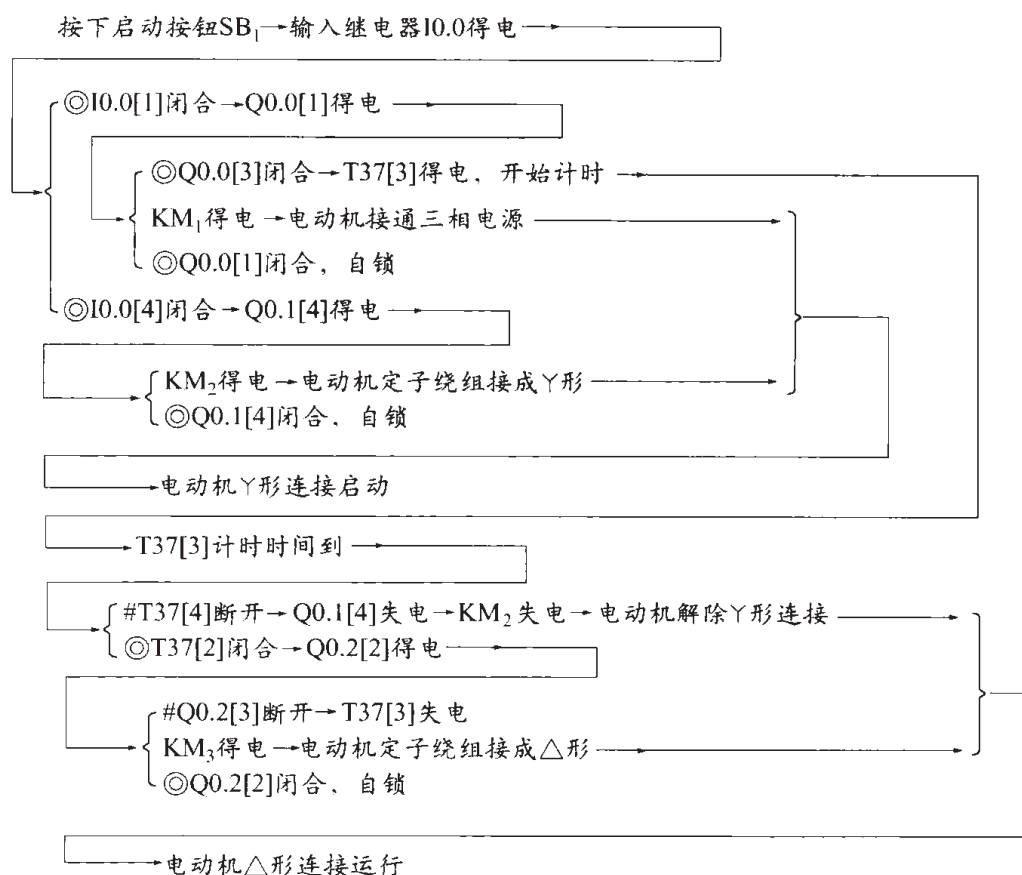 按下启动按钮SB₁→输入继电器I0.0得电→
◎I0.0[1]闭合→Q0.0[1]得电→
◎Q0.0[3]闭合→T37[3]得电，开始计时→
KM₁得电→电动机接通三相电源→
◎Q0.0[1]闭合，自锁
◎I0.0[4]闭合→Q0.1[4]得电→
KM₂得电→电动机定子绕组接成Y形→
◎Q0.1[4]闭合，自锁
→电动机Y形连接启动
→T37[3]计时时间到→
#T37[4]断开→Q0.1[4]失电→KM₂失电→电动机解除Y形连接→
◎T37[2]闭合→Q0.2[2]得电→
#Q0.2[3]断开→T37[3]失电
KM₃得电→电动机定子绕组接成△形→
◎Q0.2[2]闭合，自锁
→电动机△形连接运行